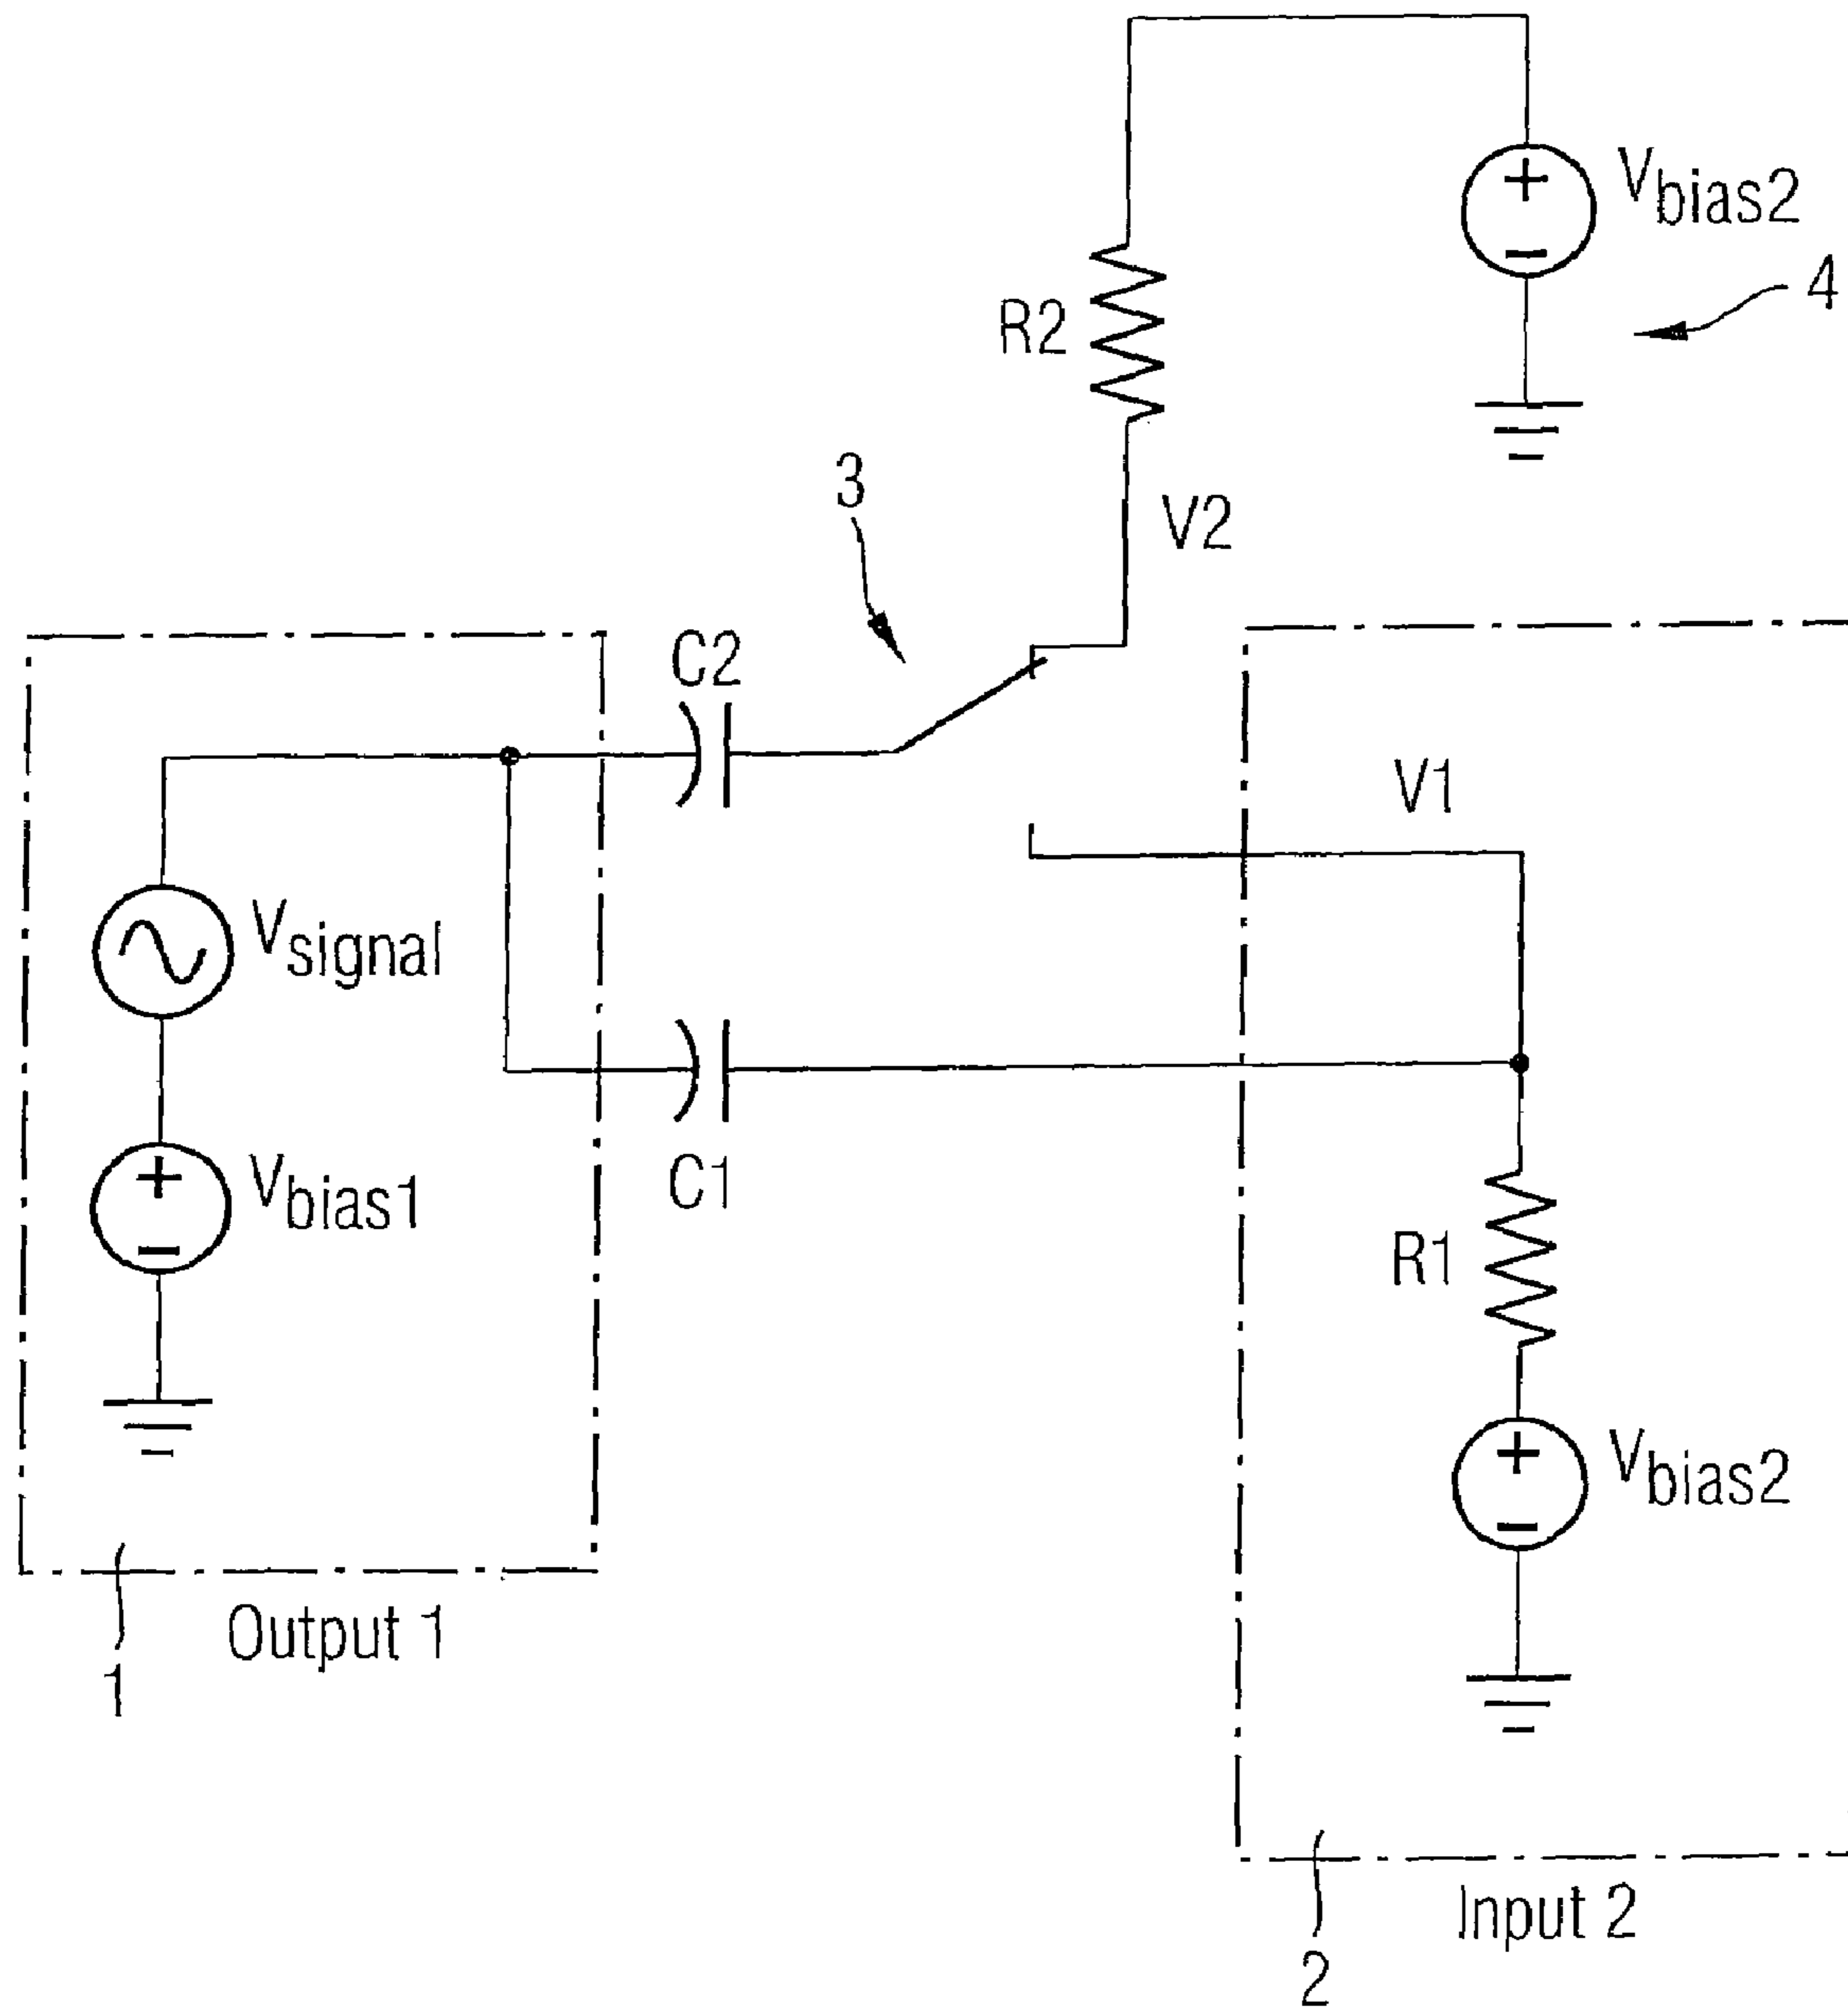 Vbias2
4
R2
3
V2
C2
V1
Vsignal
C1
Vbias1
R1
Vbias2
Output 1
1
Input 2
2